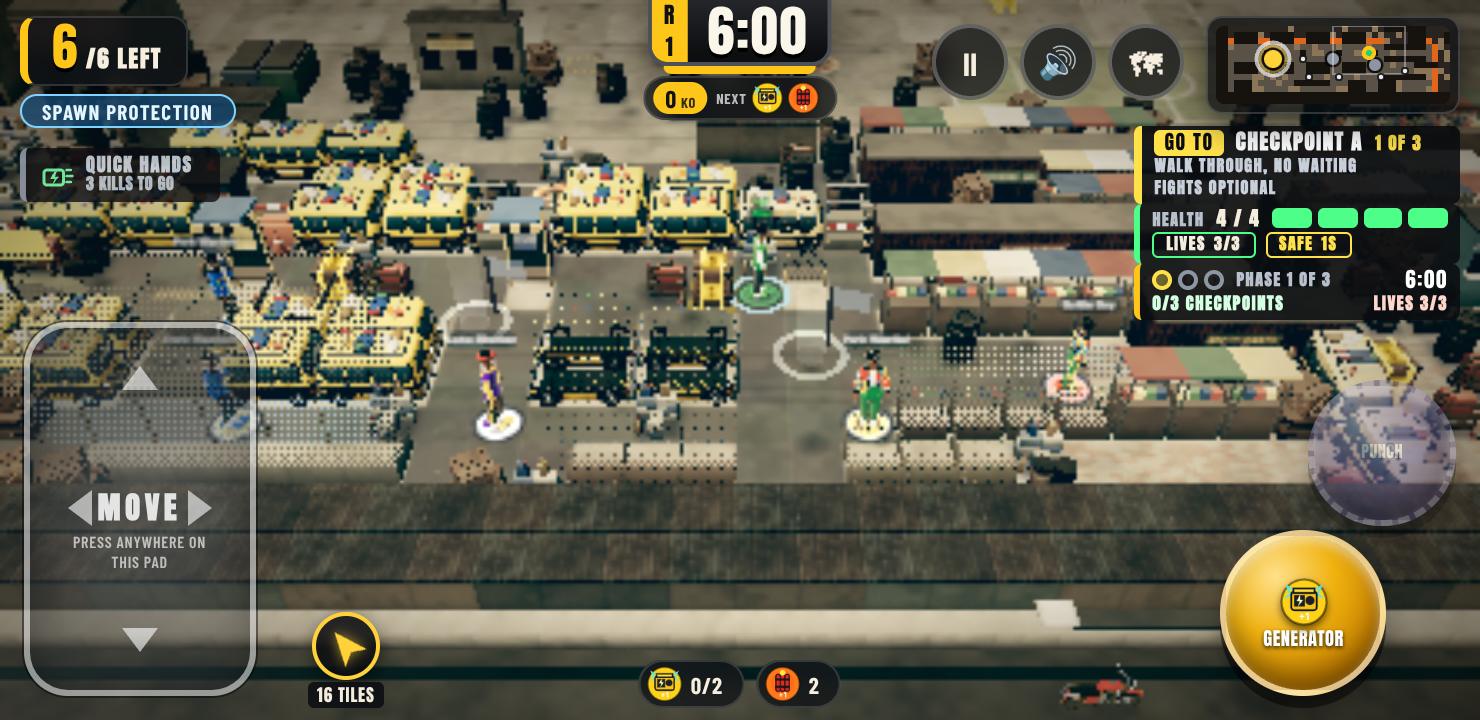 6 /6 LEFT
SPAWN PROTECTION
QUICK HANDS
3 KILLS TO GO
R
1
6:00
0 KO
NEXT
GO TO CHECKPOINT A 1 OF 3
WALK THROUGH, NO WAITING
FIGHTS OPTIONAL
HEALTH 4 / 4
LIVES 3/3
SAFE 1S
PHASE 1 OF 3 6:00
0/3 CHECKPOINTS LIVES 3/3
MOVE
PRESS ANYWHERE ON
THIS PAD
PUNCH
+1
GENERATOR
16 TILES
0/2
2